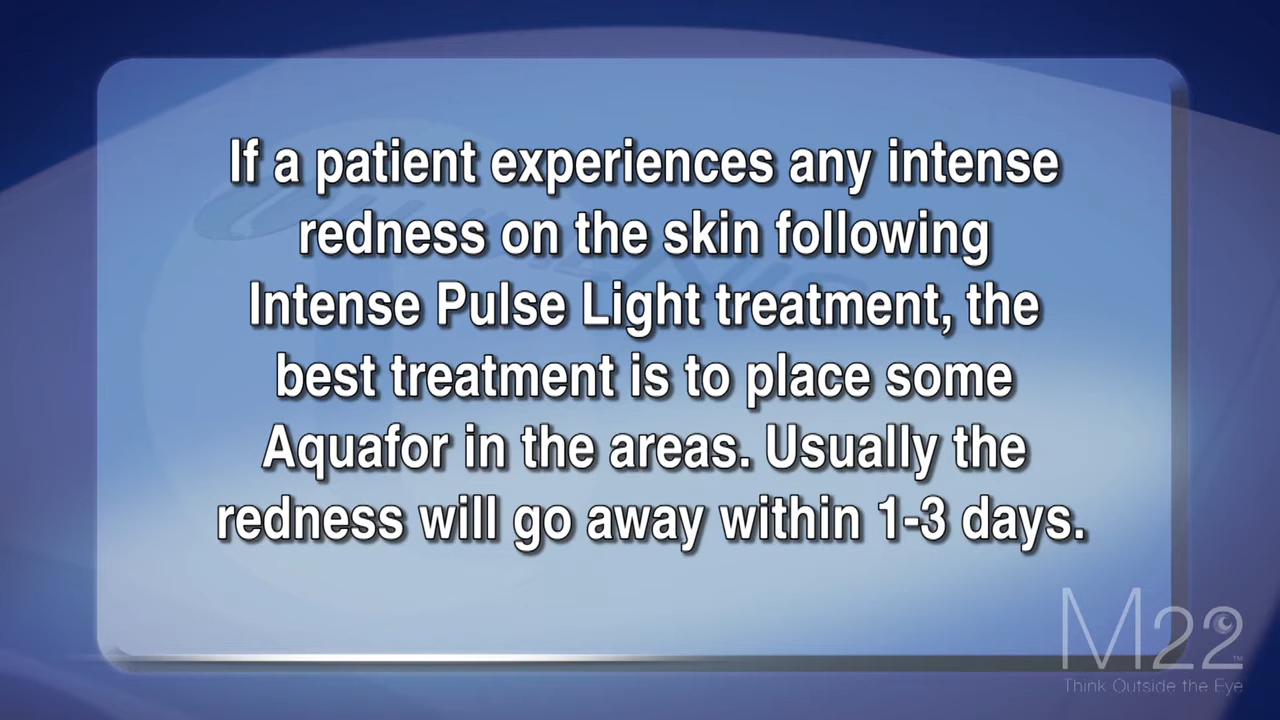 If a patient experiences any intense
redness on the skin following
Intense Pulse Light treatment, the
best treatment is to place some
Aquafor in the areas. Usually the
redness will go away within 1-3 days.
M22™
Think Outside the Eye